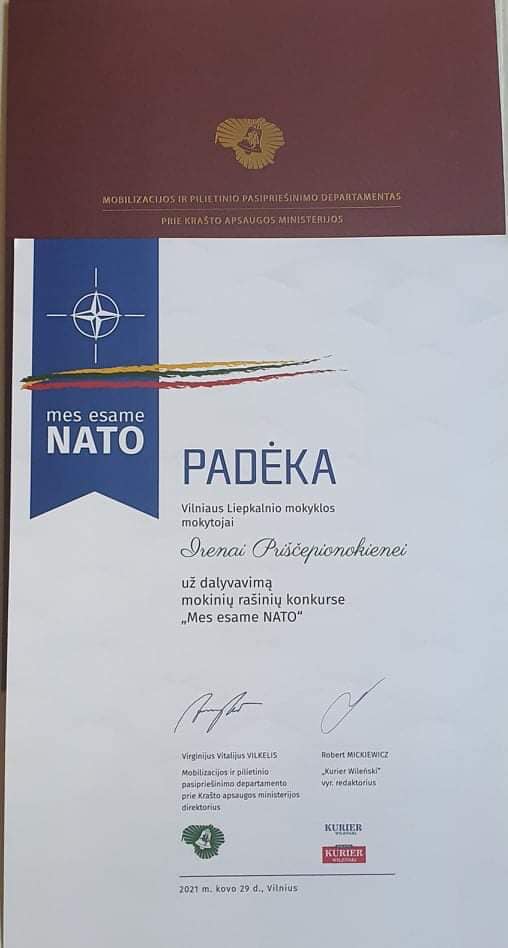 MOBILIZACIJOS IR PILIETINIO PASIPRIEŠINIMO DEPARTAMENTAS
PRIE KRAŠTO APSAUGOS MINISTERIJOS
mes esame
NATO
PADĖKA
Vilniaus Liepkalnio mokyklos
mokytojai
Irenai Priščepionokienei
už dalyvavimą
mokinių rašinių konkurse
„Mes esame NATO“
Virginijus Vitalijus VILKELIS
Mobilizacijos ir pilietinio
pasipriešinimo departamento
prie Krašto apsaugos ministerijos
direktorius
Robert MICKIEWICZ
„Kurier Wileński“
vyr. redaktorius
KURIER
WILEŃSKI
KURIER
WILEŃSKI
2021 m. kovo 29 d., Vilnius